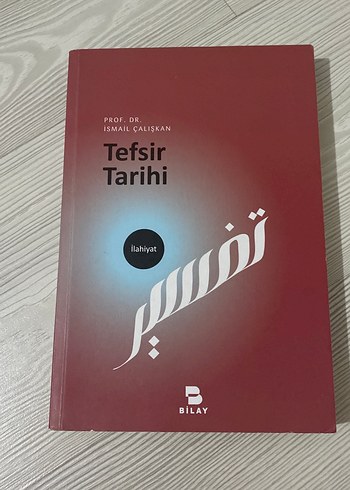 PROF. DR.
İSMAİL ÇALIŞKAN
Tefsir
Tarihi
İlahiyat
تفسير
BİLAY